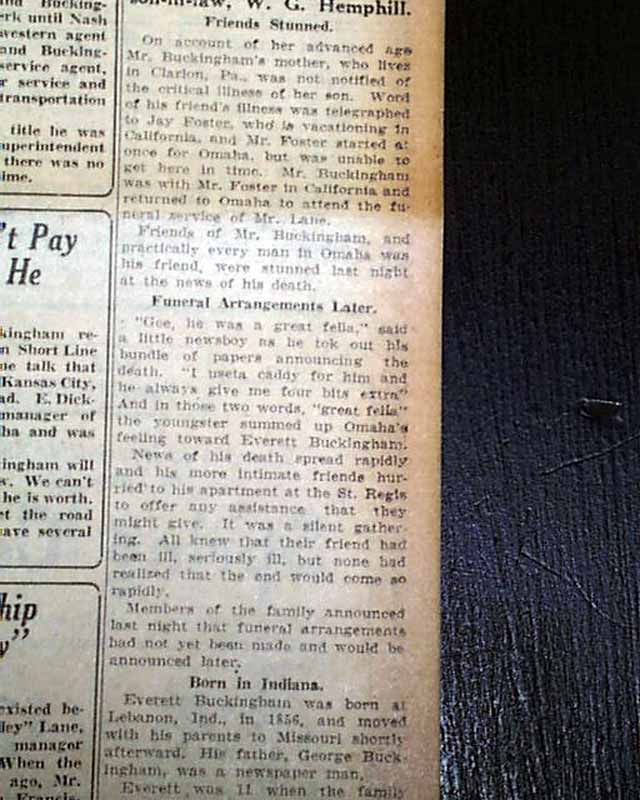 and Bucking-
erk until Nash
western agent
and Bucking-
service agent,
r service and
transportation
title he was
uperintendent
there was no
ime.
't Pay
He
kingham re-
n Short Line
ne talk that
Kansas City,
ad. E. Dick-
manager of
ha and was
ingham will
We can't
he is worth.
et the road
ave several
hip
y"
existed be-
ley" Lane,
manager
When the
ago, Mr.
Francis-
son-in-law, W. G. Hemphill.
Friends Stunned.
On account of her advanced age
Mr. Buckingham's mother, who lives
in Clarion, Pa., was not notified of
the critical illness of her son. Word
of his friend's illness was telegraphed
to Jay Foster, who is vacationing in
California, and Mr. Foster started at
once for Omaha, but was unable to
get here in time. Mr. Buckingham
was with Mr. Foster in California and
returned to Omaha to attend the fu-
neral service of Mr. Lane.
Friends of Mr. Buckingham, and
practically every man in Omaha was
his friend, were stunned last night
at the news of his death.
Funeral Arrangements Later.
"Gee, he was a great fella," said
a little newsboy as he tok out his
bundle of papers announcing the
death. "I useta caddy for him and
he always give me four bits extra"
And in those two words, "great fella"
the youngster summed up Omaha's
feeling toward Everett Buckingham.
News of his death spread rapidly
and his more intimate friends hur-
ried to his apartment at the St. Regis
to offer any assistance that they
might give. It was a silent gather-
ing. All knew that their friend had
been ill, seriously ill, but none had
realized that the end would come so
rapidly.
Members of the family announced
last night that funeral arrangements
had not yet been made and would be
announced later.
Born in Indiana.
Everett Buckingham was born at
Lebanon, Ind., in 1856, and moved
with his parents to Missouri shortly
afterward. His father, George Buck-
ingham, was a newspaper man.
Everett was 11 when the family